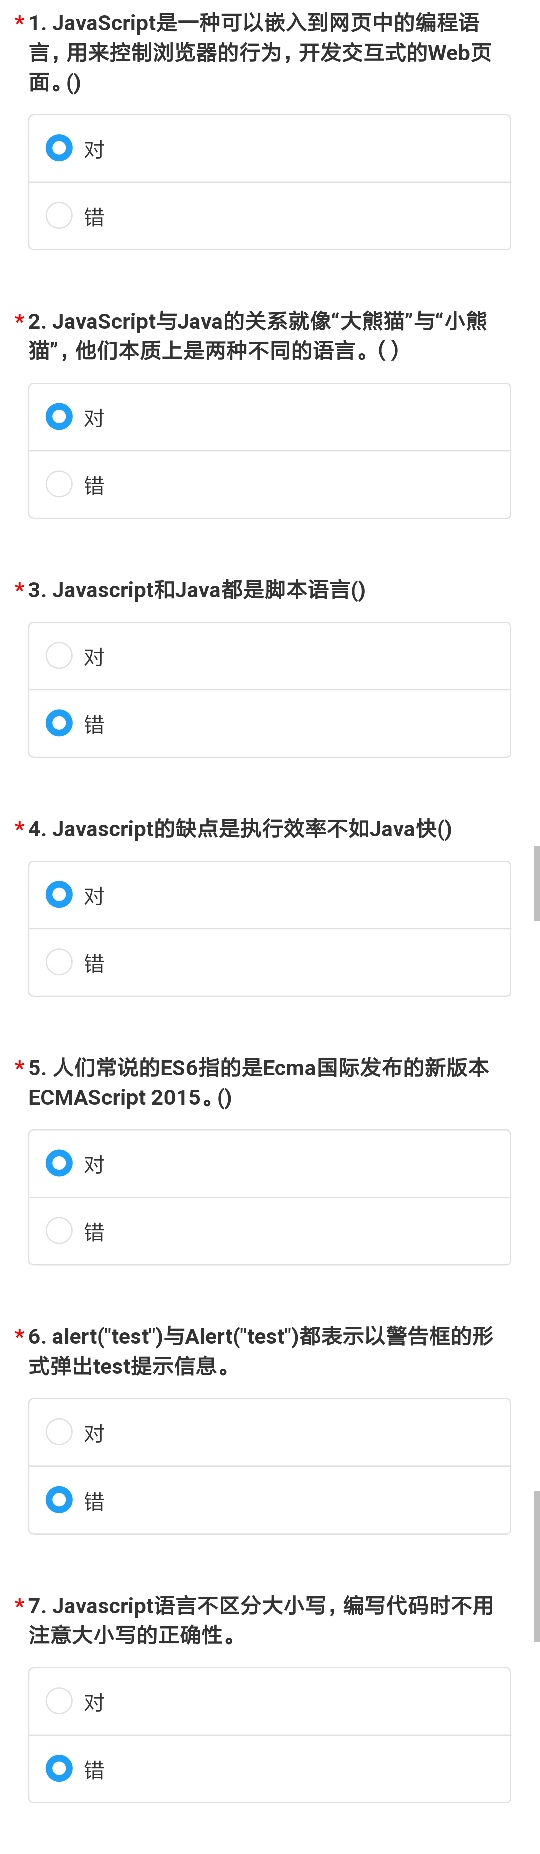 * 1. JavaScript是一种可以嵌入到网页中的编程语
言，用来控制浏览器的行为，开发交互式的Web页
面。()
对
错
* 2. JavaScript与Java的关系就像“大熊猫”与“小熊
猫”，他们本质上是两种不同的语言。( )
对
错
* 3. Javascript和Java都是脚本语言()
对
错
* 4. Javascript的缺点是执行效率不如Java快()
对
错
* 5. 人们常说的ES6指的是Ecma国际发布的新版本
ECMAScript 2015。()
对
错
* 6. alert("test")与Alert("test")都表示以警告框的形
式弹出test提示信息。
对
错
* 7. Javascript语言不区分大小写，编写代码时不用
注意大小写的正确性。
对
错